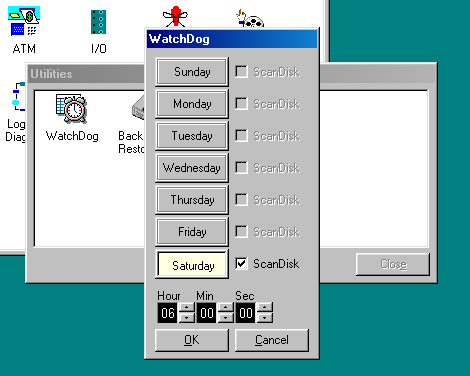 ATM
I/O
Utilities
Log
Diag
WatchDog
Back
Resto
WatchDog
Sunday
ScanDisk
Monday
ScanDisk
Tuesday
ScanDisk
Wednesday
ScanDisk
Thursday
ScanDisk
Friday
ScanDisk
Saturday
ScanDisk
Hour Min Sec
06 00 00
OK
Cancel
Close